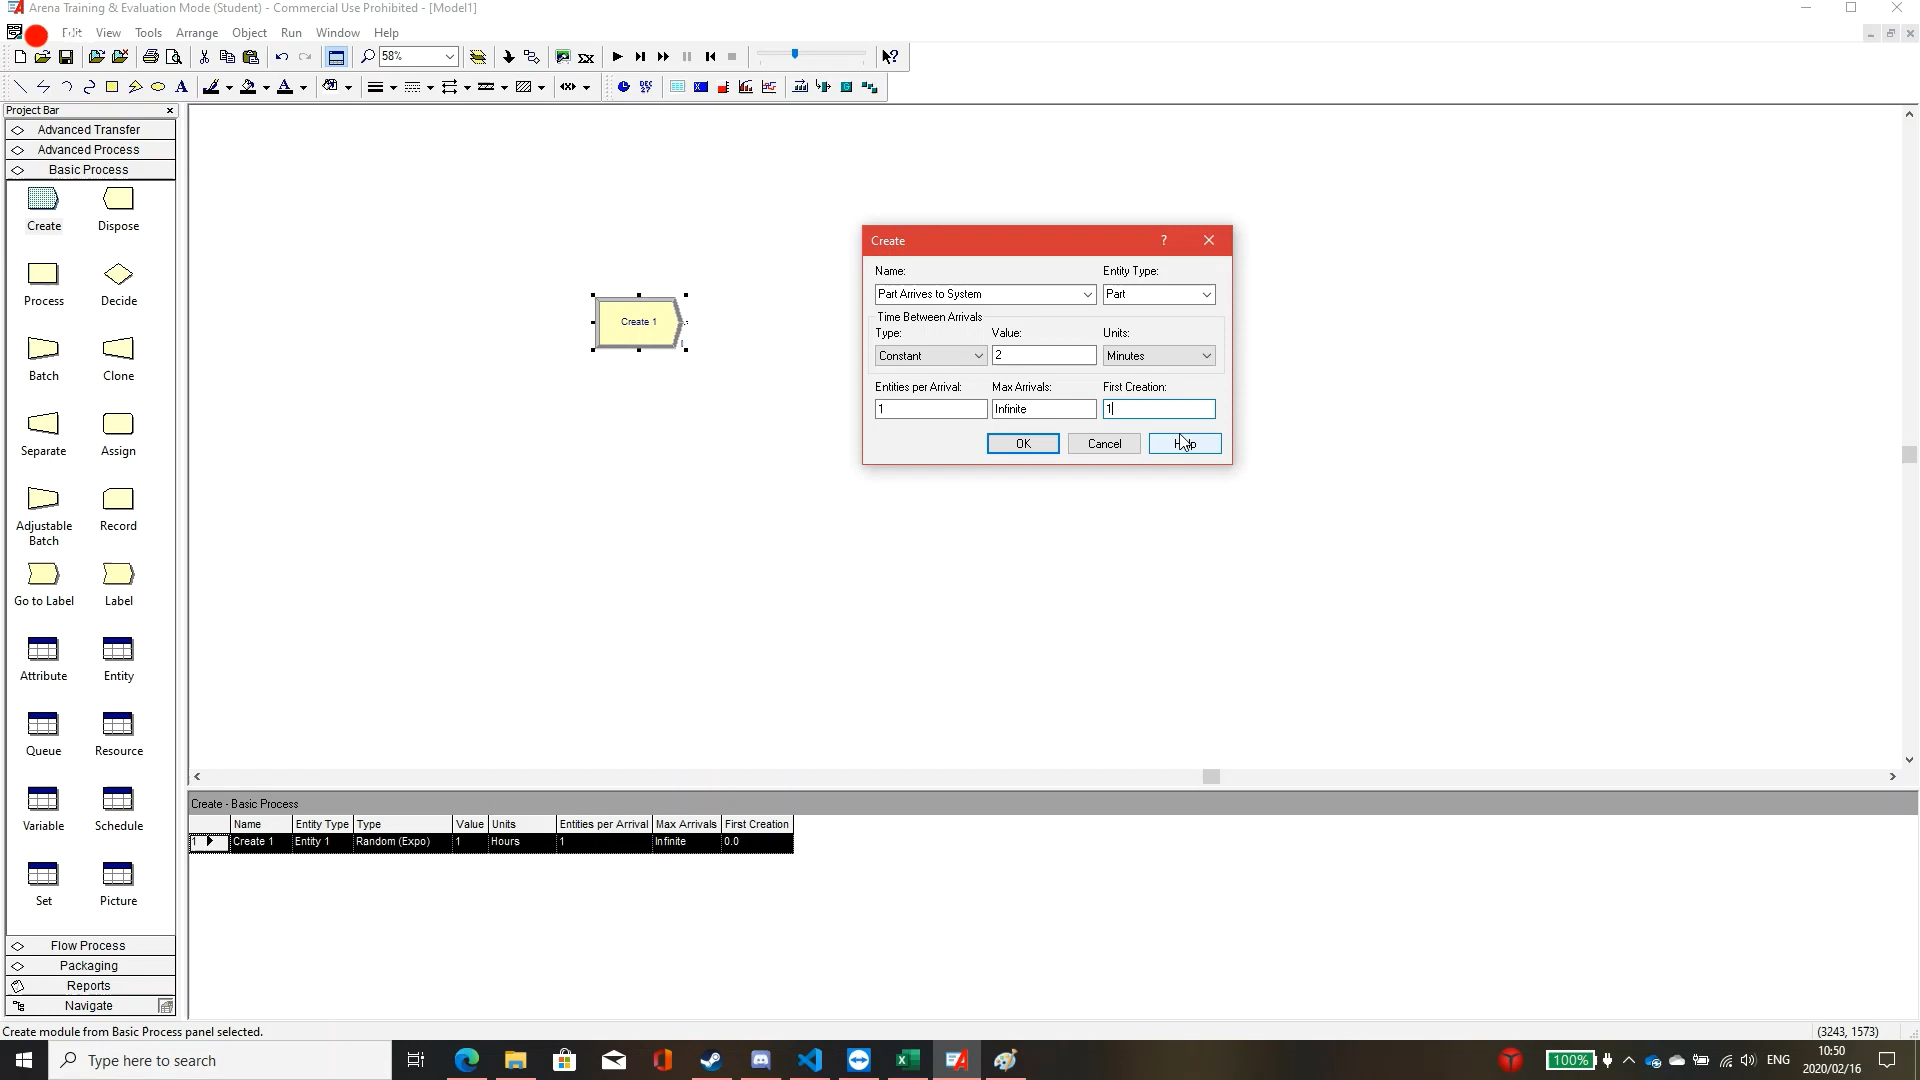 Arena Training & Evaluation Mode (Student) - Commercial Use Prohibited - [Model1]
View Tools Arrange Object Run Window Help
58%
Project Bar
Advanced Transfer
Advanced Process
Basic Process
Create Dispose
Process Decide
Batch Clone
Separate Assign
Adjustable Record
Batch
Go to Label Label
Attribute Entity
Queue Resource
Variable Schedule
Set Picture
Flow Process
Packaging
Reports
Navigate
Create 1
Create
Name: Entity Type:
Part Arrives to System Part
Time Between Arrivals
Type: Value: Units:
Constant 2 Minutes
Entities per Arrival: Max Arrivals: First Creation:
1 Infinite 1
OK Cancel
Create - Basic Process
Name Entity Type Type Value Units Entities per Arrival Max Arrivals First Creation
1 Create 1 Entity 1 Random (Expo) 1 Hours 1 Infinite 0.0
Create module from Basic Process panel selected.
(3243, 1573)
Type here to search
100%
ENG
10:50
2020/02/16